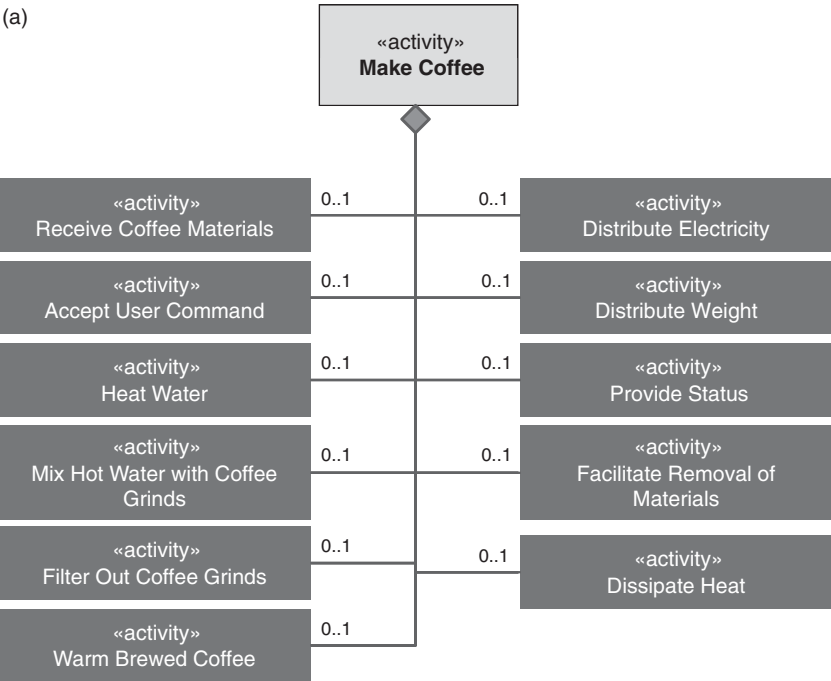 (a)
«activity»
Make Coffee
0..1
«activity»
Receive Coffee Materials
0..1
«activity»
Distribute Electricity
0..1
«activity»
Accept User Command
0..1
«activity»
Distribute Weight
0..1
«activity»
Heat Water
0..1
«activity»
Provide Status
0..1
«activity»
Mix Hot Water with Coffee
Grinds
0..1
«activity»
Facilitate Removal of
Materials
0..1
«activity»
Filter Out Coffee Grinds
0..1
«activity»
Dissipate Heat
0..1
«activity»
Warm Brewed Coffee